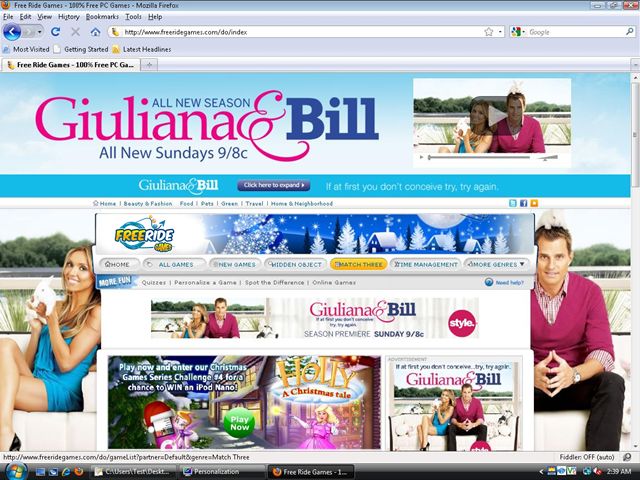 Free Ride Games - 100% Free PC Games - Mozilla Firefox
File Edit View History Bookmarks Tools Help
http://www.freeridegames.com/do/index
Google
Most Visited Getting Started Latest Headlines
Free Ride Games - 100% Free PC Ga...
ALL NEW SEASON
Giuliana & Bill
All New Sundays 9/8c
Giuliana & Bill
Click here to expand
If at first you don't conceive try, try again.
Home | Beauty & Fashion Food | Pets | Green | Travel | Home & Neighborhood
FREERIDE
GAMES
HOME
ALL GAMES
NEW GAMES
HIDDEN OBJECT
MATCH THREE
TIME MANAGEMENT
MORE GENRES
MORE FUN
Quizzes | Personalize a Game | Spot the Difference | Online Games
Need help?
Giuliana & Bill
If at first you don't conceive
try, try again.
SEASON PREMIERE SUNDAY 9/8c
style.
Play now and enter our Christmas
Games Series Challenge #4 for a
chance to WIN an iPod Nano!
Play
Now
HOLLY
A Christmas tale
ADVERTISEMENT
If at first you don't conceive...try, try again.
Giuliana & Bill
style.
http://www.freeridegames.com/do/gameList?partner=Default&genre=Match Three
Fiddler: OFF (auto)
C:\Users\Test\Deskt...
Personalization
Free Ride Games - 1...
2:39 AM